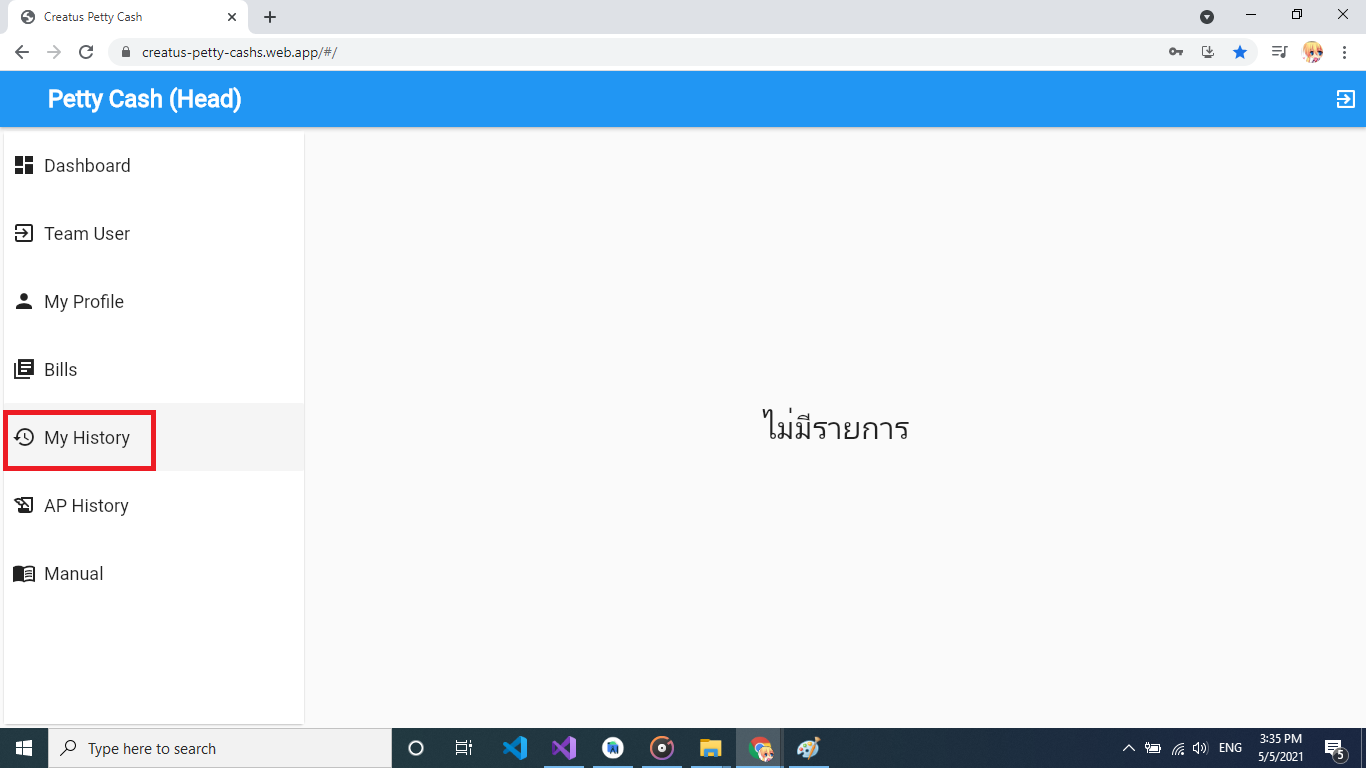 Creatus Petty Cash
creatus-petty-cashs.web.app/#/
Petty Cash (Head)
Dashboard
Team User
My Profile
Bills
My History
ไม่มีรายการ
AP History
Manual
Type here to search
ENG
3:35 PM
5/5/2021
5